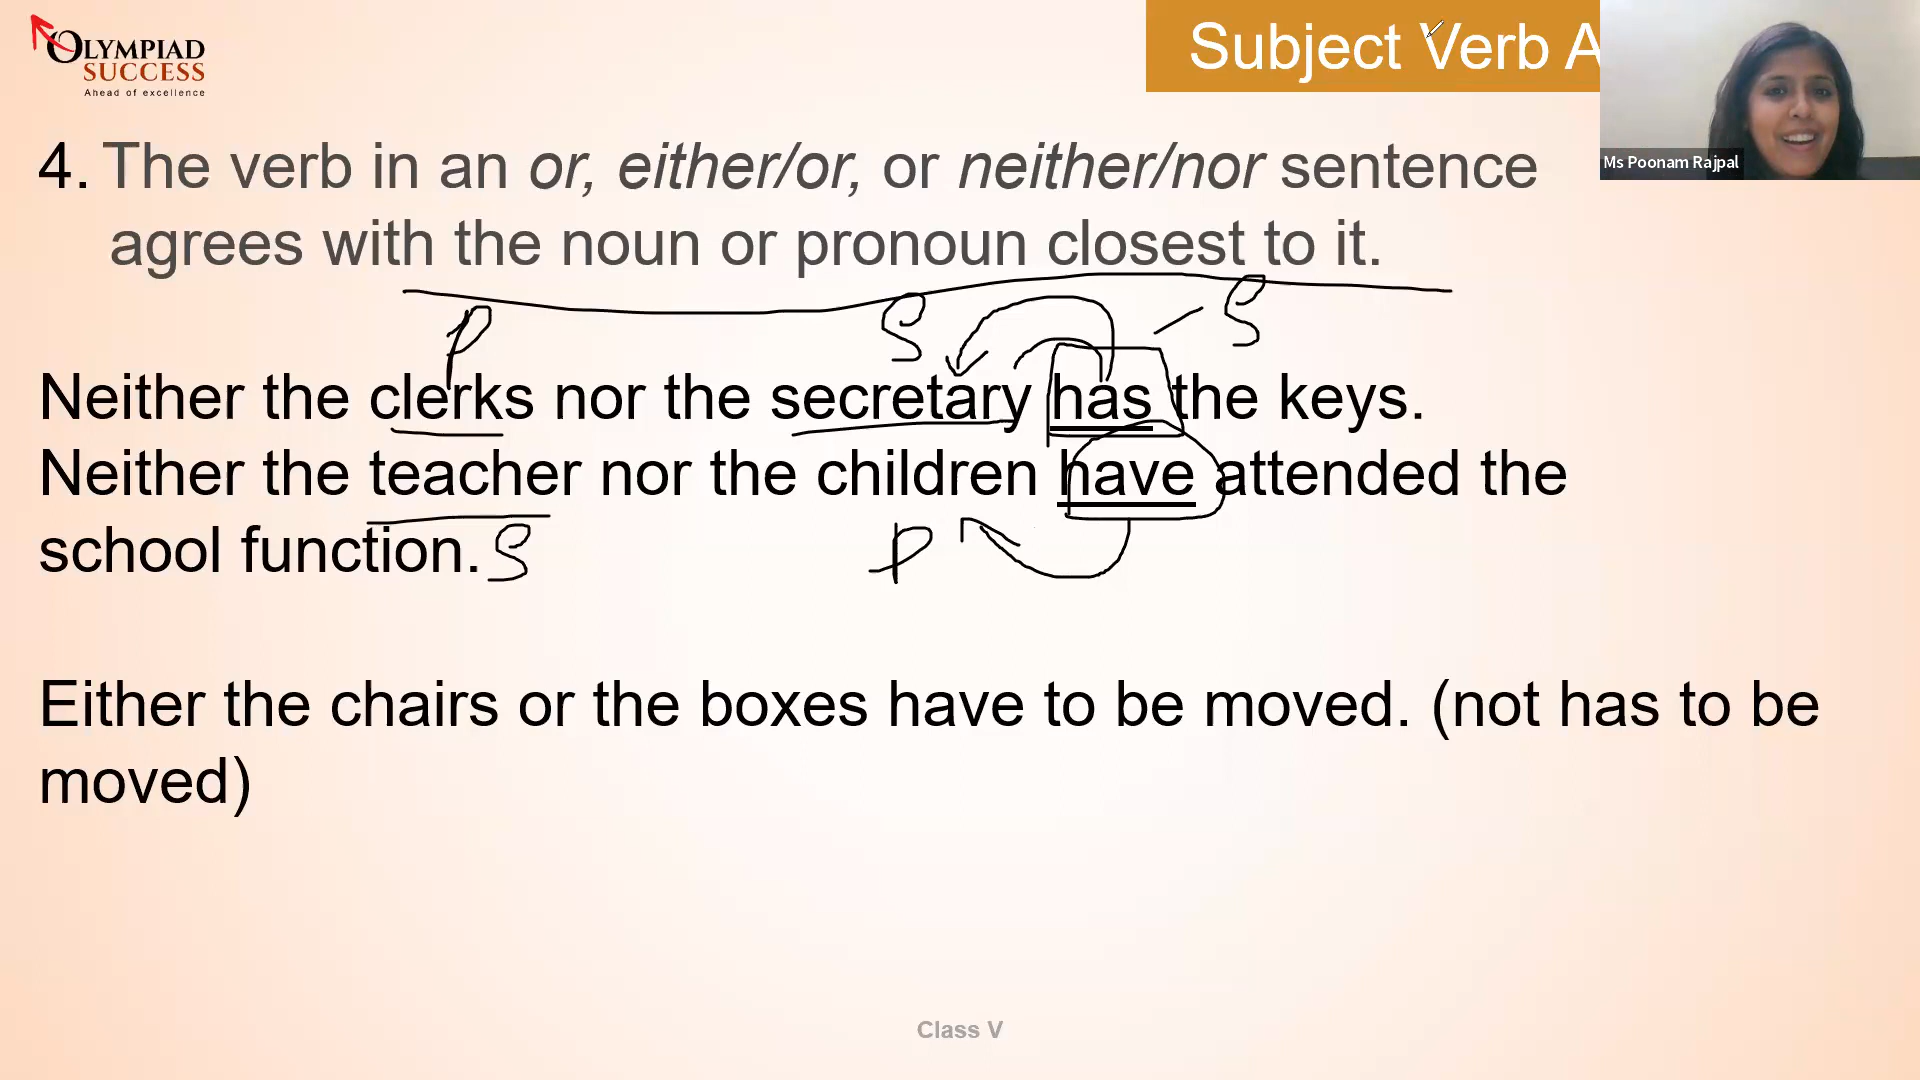 OLYMPIAD
SUCCESS
Ahead of excellence
Subject Verb A
Ms Poonam Rajpal
4. The verb in an or, either/or, or neither/nor sentence
agrees with the noun or pronoun closest to it.
P S S
Neither the clerks nor the secretary has the keys.
Neither the teacher nor the children have attended the
school function. S P
Either the chairs or the boxes have to be moved. (not has to be
moved)
Class V